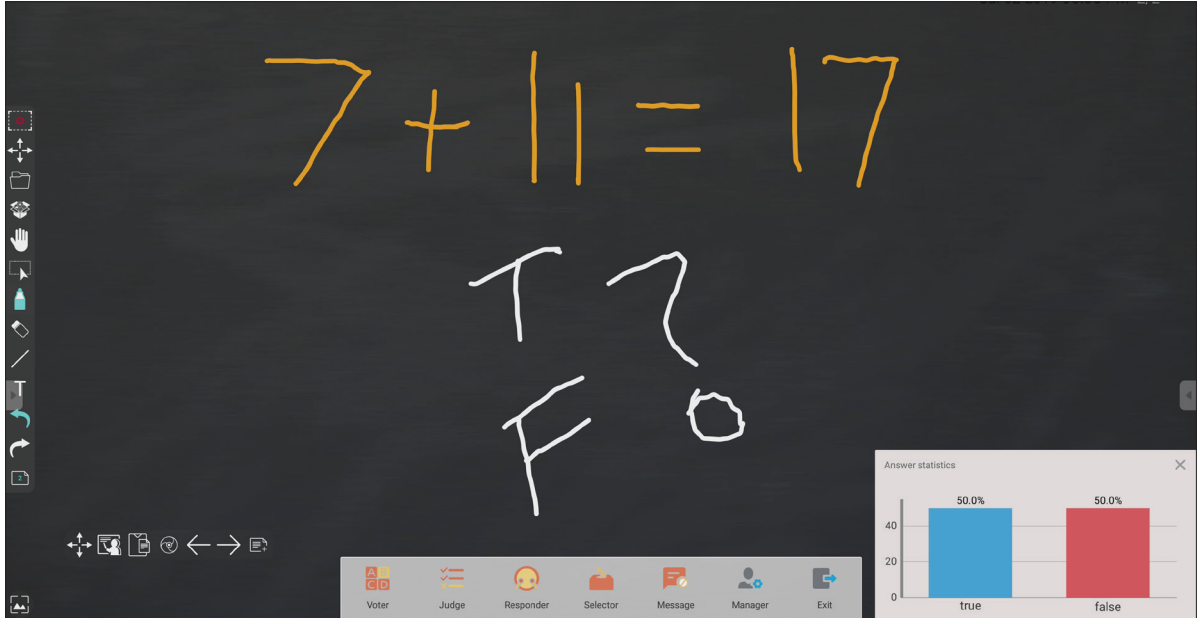 7 + 11 = 17
T ?
F
Answer statistics
50.0% 50.0%
40
20
0
true false
T
2
A B
C D
Voter Judge Responder Selector Message Manager Exit